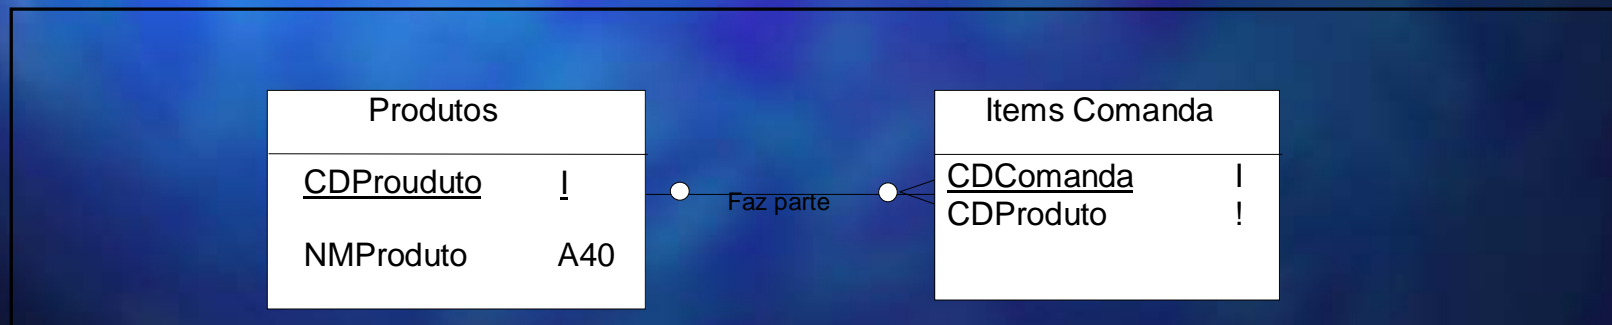 Produtos
CDProuduto I
NMProduto A40
Faz parte
Items Comanda
CDComanda I
CDProduto !